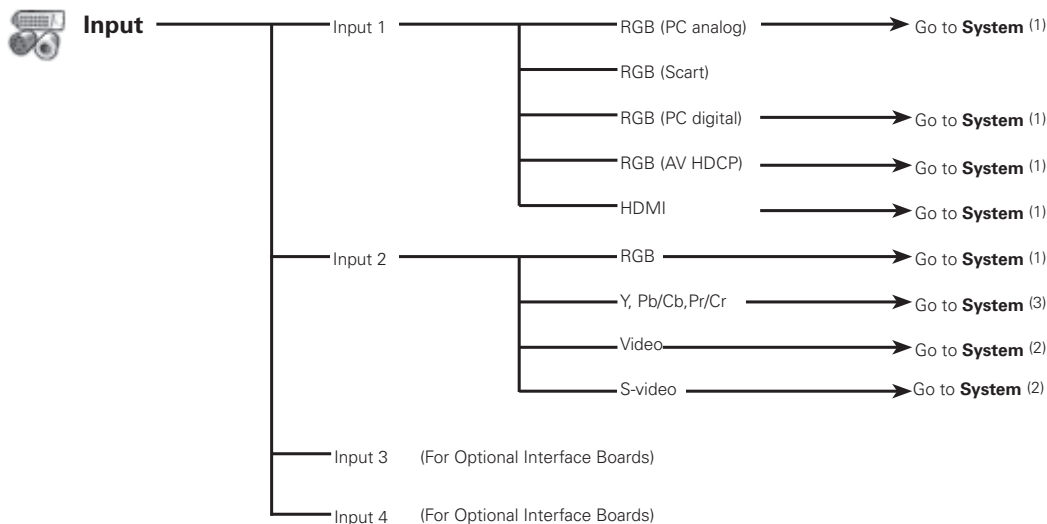 Input
Input 1
RGB (PC analog) Go to System (1)
RGB (Scart)
RGB (PC digital) Go to System (1)
RGB (AV HDCP) Go to System (1)
HDMI Go to System (1)
Input 2
RGB Go to System (1)
Y, Pb/Cb,Pr/Cr Go to System (3)
Video Go to System (2)
S-video Go to System (2)
Input 3 (For Optional Interface Boards)
Input 4 (For Optional Interface Boards)